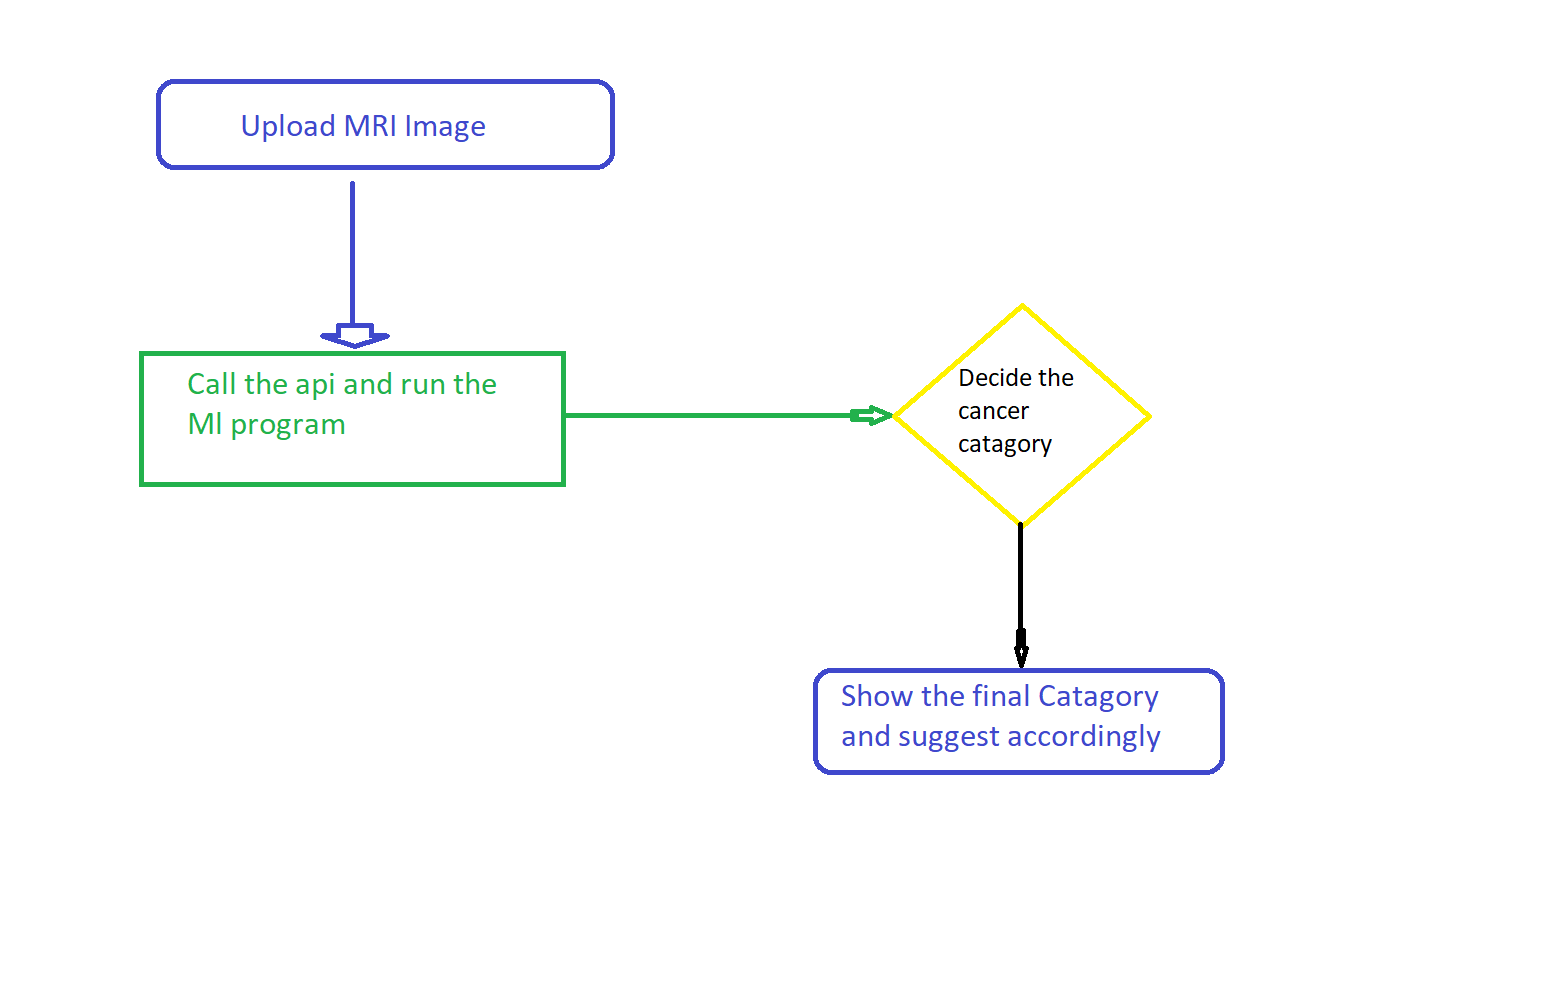 Upload MRI Image
Call the api and run the
Ml program
Decide the
cancer
catagory
Show the final Catagory
and suggest accordingly